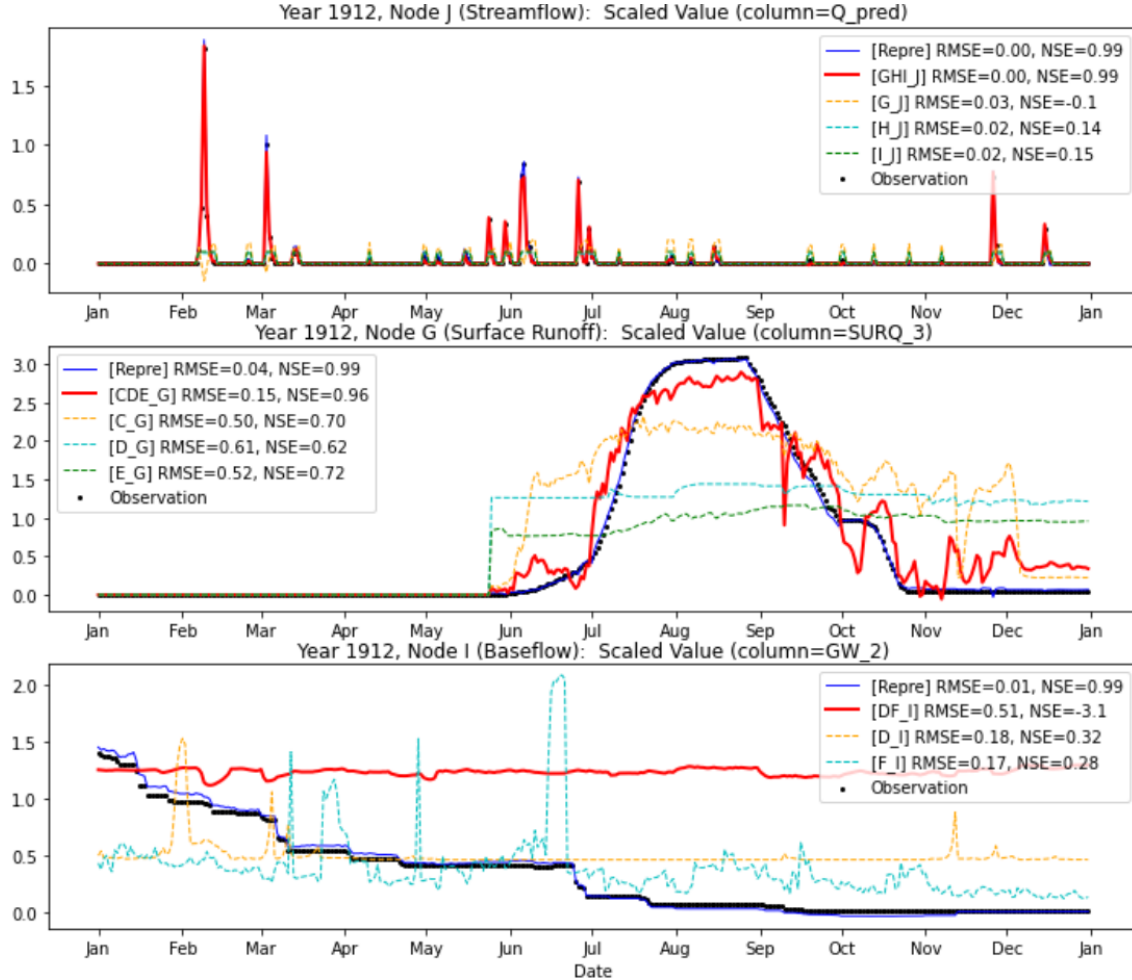 Year 1912, Node J (Streamflow):  Scaled Value (column=Q_pred)
1.5
1.0
0.5
0.0
[Repre] RMSE=0.00, NSE=0.99
[GHI_J] RMSE=0.00, NSE=0.99
[G_J] RMSE=0.03, NSE=-0.1
[H_J] RMSE=0.02, NSE=0.14
[I_J] RMSE=0.02, NSE=0.15
Observation
Jan Feb Mar Apr May Jun Jul Aug Sep Oct Nov Dec Jan
Year 1912, Node G (Surface Runoff):  Scaled Value (column=SURQ_3)
3.0
2.5
2.0
1.5
1.0
0.5
0.0
[Repre] RMSE=0.04, NSE=0.99
[CDE_G] RMSE=0.15, NSE=0.96
[C_G] RMSE=0.50, NSE=0.70
[D_G] RMSE=0.61, NSE=0.62
[E_G] RMSE=0.52, NSE=0.72
Observation
Jan Feb Mar Apr May Jun Jul Aug Sep Oct Nov Dec Jan
Year 1912, Node I (Baseflow):  Scaled Value (column=GW_2)
2.0
1.5
1.0
0.5
0.0
[Repre] RMSE=0.01, NSE=0.99
[DF_I] RMSE=0.51, NSE=-3.1
[D_I] RMSE=0.18, NSE=0.32
[F_I] RMSE=0.17, NSE=0.28
Observation
Jan Feb Mar Apr May Jun Jul Aug Sep Oct Nov Dec Jan
Date